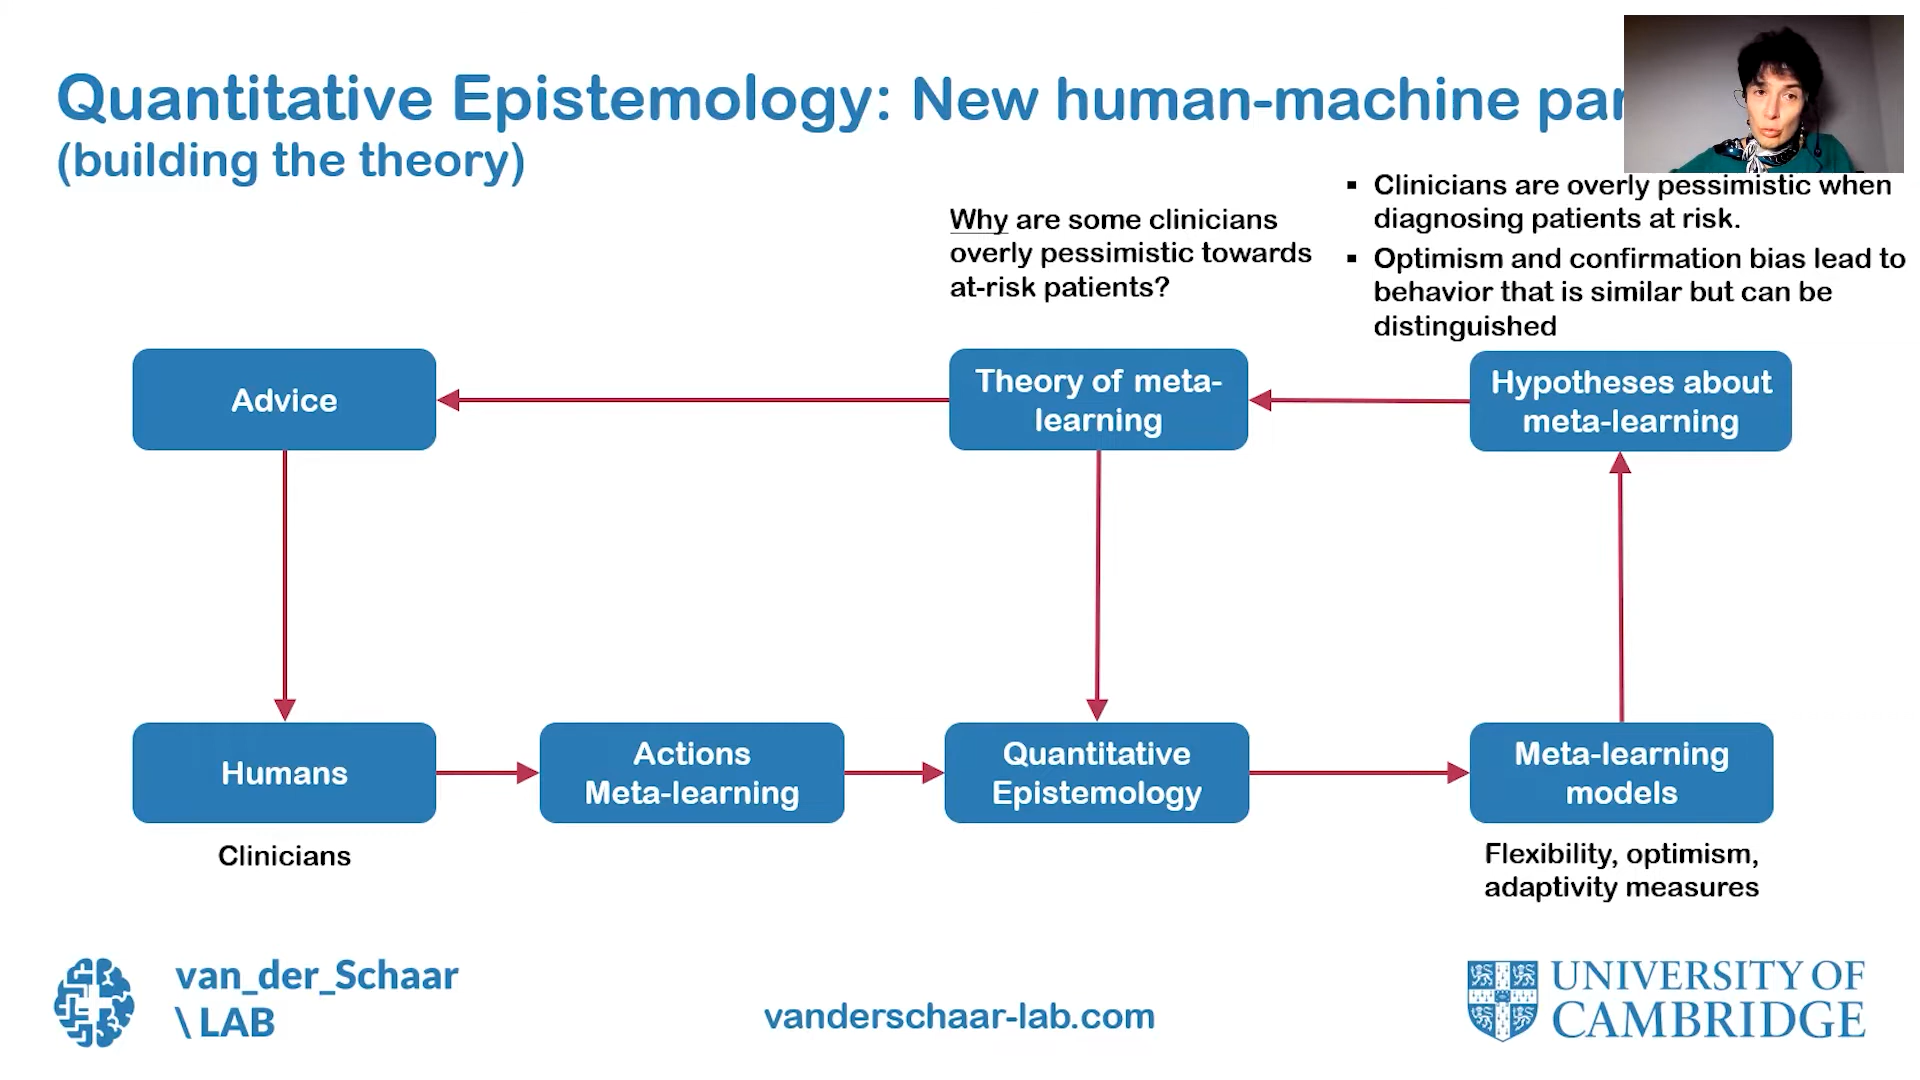 Quantitative Epistemology: New human-machine
(building the theory)
Why are some clinicians
overly pessimistic towards
at-risk patients?
▪ Clinicians are overly pessimistic when
diagnosing patients at risk.
▪ Optimism and confirmation bias lead to
behavior that is similar but can be
distinguished
Advice
Theory of meta-
learning
Hypotheses about
meta-learning
Humans
Actions
Meta-learning
Quantitative
Epistemology
Meta-learning
models
Clinicians
Flexibility, optimism,
adaptivity measures
van_der_Schaar
\ LAB
vanderschaar-lab.com
UNIVERSITY OF
CAMBRIDGE